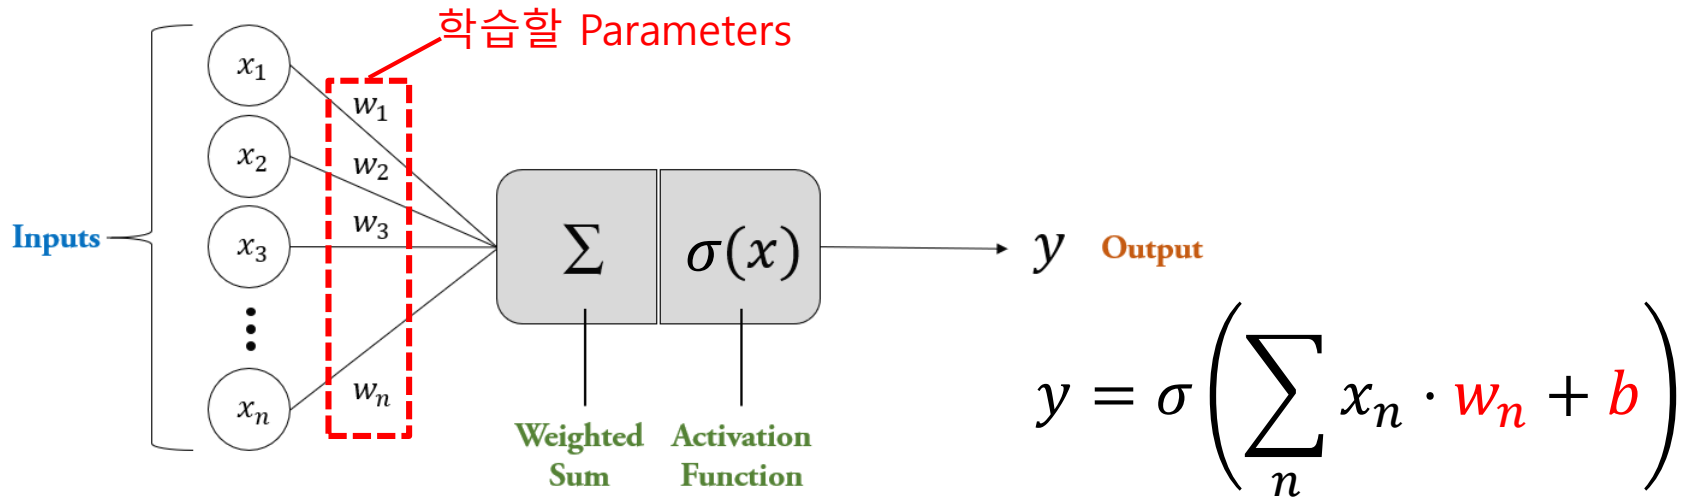 학습할 Parameters
x₁
w₁
x₂
w₂
Inputs
x₃
w₃
∑
σ(x)
y
Output
xₙ
wₙ
Weighted
Sum
Activation
Function
y = σ(∑ₙ xₙ · wₙ + b)